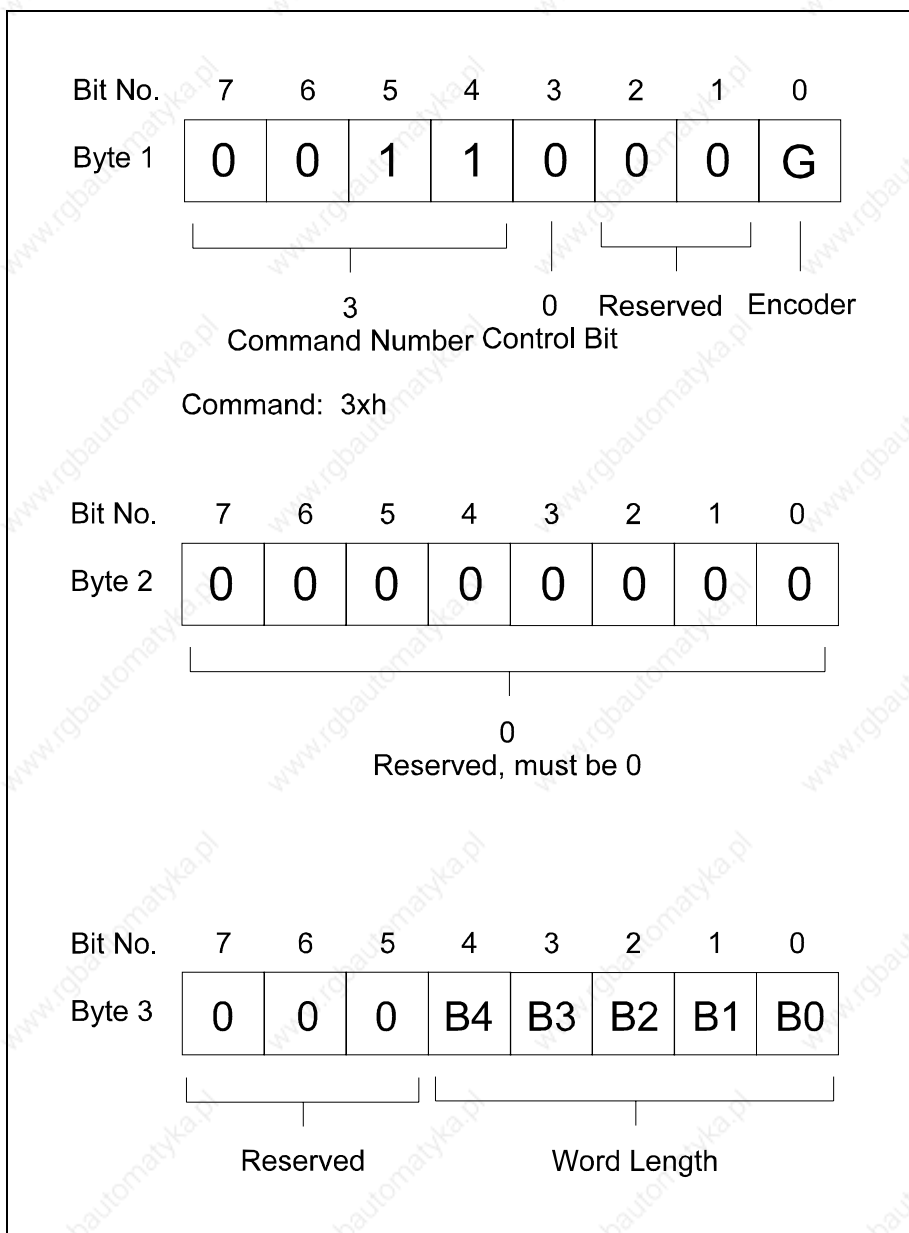 Bit No. 7 6 5 4 3 2 1 0
Byte 1 0 0 1 1 0 0 0 G
3 0 Reserved Encoder
Command Number Control Bit
Command: 3xh
Bit No. 7 6 5 4 3 2 1 0
Byte 2 0 0 0 0 0 0 0 0
0
Reserved, must be 0
Bit No. 7 6 5 4 3 2 1 0
Byte 3 0 0 0 B4 B3 B2 B1 B0
Reserved Word Length
www.rgbautomatyka.pl